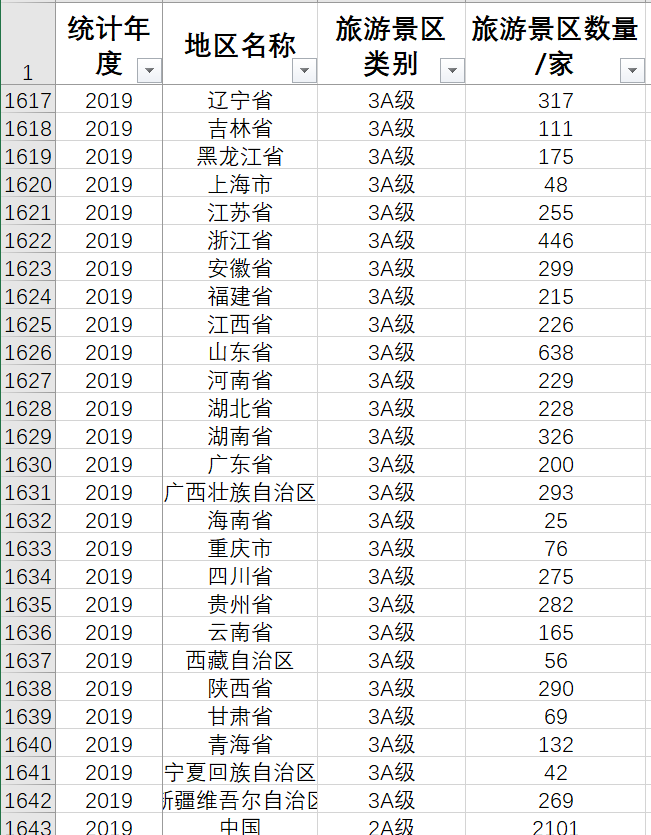 1 统计年度 地区名称 旅游景区类别 旅游景区数量/家
1617 2019 辽宁省 3A级 317
1618 2019 吉林省 3A级 111
1619 2019 黑龙江省 3A级 175
1620 2019 上海市 3A级 48
1621 2019 江苏省 3A级 255
1622 2019 浙江省 3A级 446
1623 2019 安徽省 3A级 299
1624 2019 福建省 3A级 215
1625 2019 江西省 3A级 226
1626 2019 山东省 3A级 638
1627 2019 河南省 3A级 229
1628 2019 湖北省 3A级 228
1629 2019 湖南省 3A级 326
1630 2019 广东省 3A级 200
1631 2019 广西壮族自治区 3A级 293
1632 2019 海南省 3A级 25
1633 2019 重庆市 3A级 76
1634 2019 四川省 3A级 275
1635 2019 贵州省 3A级 282
1636 2019 云南省 3A级 165
1637 2019 西藏自治区 3A级 56
1638 2019 陕西省 3A级 290
1639 2019 甘肃省 3A级 69
1640 2019 青海省 3A级 132
1641 2019 宁夏回族自治区 3A级 42
1642 2019 新疆维吾尔自治区 3A级 269
1643 2019 中国 2A级 2101